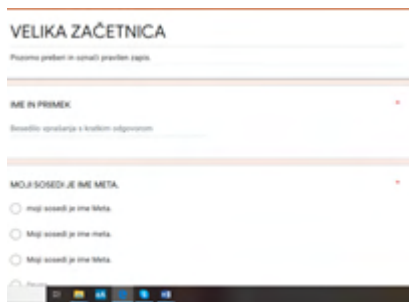 VELIKA ZAČETNICA
Pozorno preberi in označi pravilen zapis.
IME IN PRIIMEK
*
Besedilo vprašanja s kratkim odgovorom
MOJI SOSEDI JE IME META.
*
moji sosedi je ime Meta.
Moji sosedi je ime meta.
Moji sosedi je ime Meta.